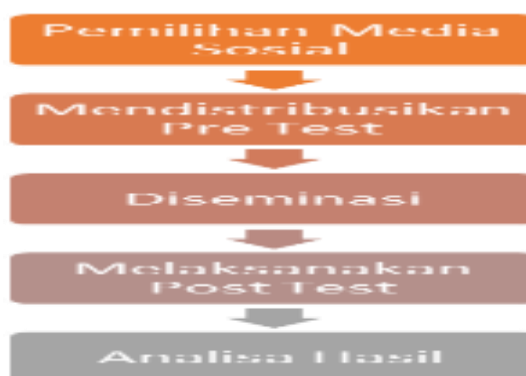 Pemilihan Media
Sosial
Mendistribusikan
Pre Test
Diseminasi
Melaksanakan
Post Test
Analisa Hasil